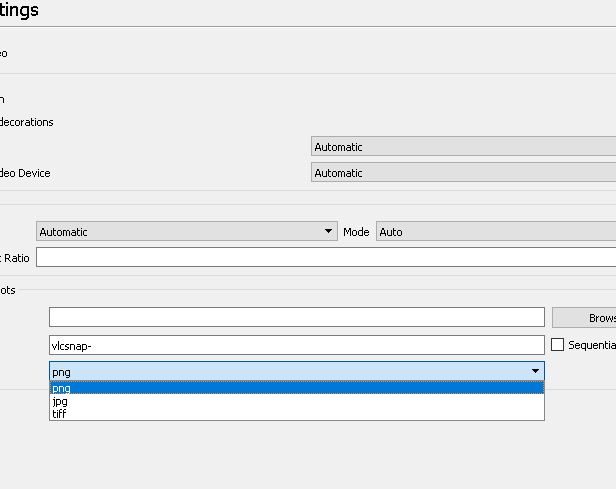 tings
eo
n
decorations
Automatic
deo Device
Automatic
Automatic Mode Auto
t Ratio
ots
Brows
vlcsnap- Sequentia
png
png
jpg
tiff